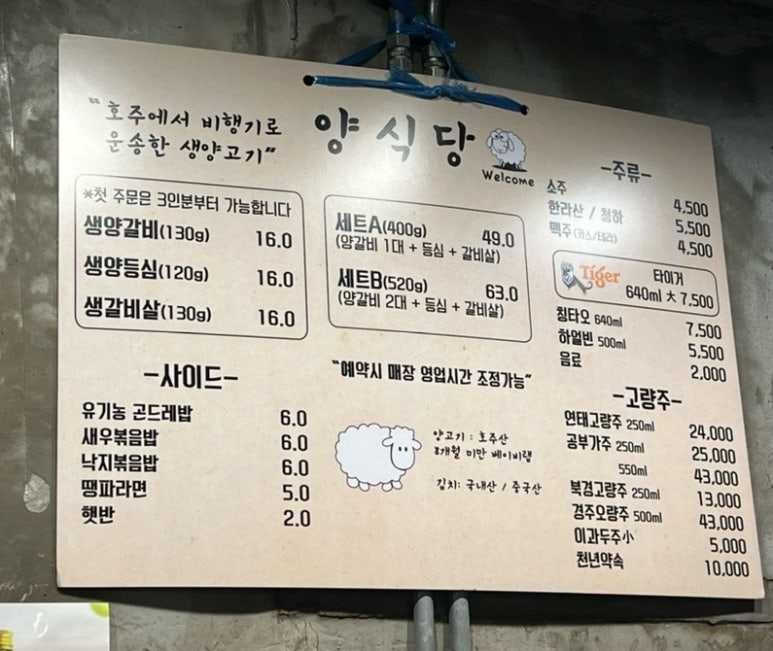 "호주에서 비행기로
운송한 생양고기"
양식당
Welcome
*첫 주문은 3인분부터 가능합니다
생양갈비(130g) 16.0
생양등심(120g) 16.0
생갈비살(130g) 16.0
세트A(400g) 49.0
(양갈비 1대 + 등심 + 갈비살)
세트B(520g) 63.0
(양갈비 2대 + 등심 + 갈비살)
"예약시 매장 영업시간 조정가능"
-사이드-
유기농 곤드레밥 6.0
새우볶음밥 6.0
낙지볶음밥 6.0
땡파라면 5.0
햇반 2.0
양고기 : 호주산
8개월 미만 베이비램
김치: 국내산 / 중국산
-주류-
소주 4,500
한라산 / 청하 5,500
맥주(카스/테라) 4,500
Tiger 타이거
640ml 大 7,500
칭타오 640ml 7,500
하얼빈 500ml 5,500
음료 2,000
-고량주-
연태고량주 250ml 24,000
공부가주 250ml 25,000
550ml 43,000
북경고량주 250ml 13,000
경주오량주 500ml 43,000
이과두주小 5,000
천년약속 10,000